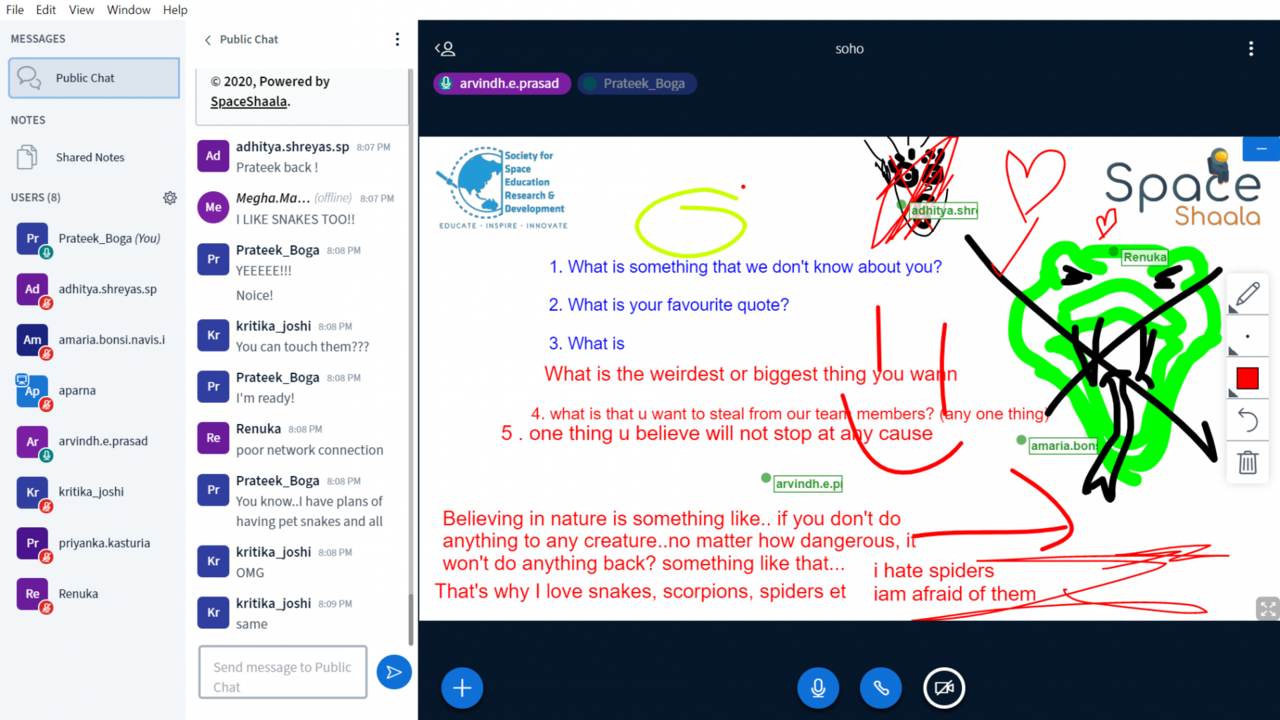 File Edit View Window Help
MESSAGES
Public Chat
NOTES
Shared Notes
USERS (8)
Pr Prateek_Boga (You)
Ad adhitya.shreyas.sp
Am amaria.bonsi.navis.i
Ap aparna
Ar arvindh.e.prasad
Kr kritika_joshi
Pr priyanka.kasturia
Re Renuka
Public Chat
© 2020, Powered by
SpaceShaala.
Ad adhitya.shreyas.sp 8:07 PM
Prateek back !
Me Megha.Ma... (offline) 8:07 PM
I LIKE SNAKES TOO!!
Pr Prateek_Boga 8:08 PM
YEEEEE!!!
Noice!
Kr kritika_joshi 8:08 PM
You can touch them???
Pr Prateek_Boga 8:08 PM
I'm ready!
Re Renuka 8:08 PM
poor network connection
Pr Prateek_Boga 8:08 PM
You know..I have plans of
having pet snakes and all
Kr kritika_joshi 8:08 PM
OMG
Kr kritika_joshi 8:09 PM
same
Send message to Public
Chat
soho
arvindh.e.prasad Prateek_Boga
Society for
Space
Education
Research &
Development
EDUCATE - INSPIRE - INNOVATE
Space
Shaala
adhitya.shr
Renuka
1. What is something that we don't know about you?
2. What is your favourite quote?
3. What is
What is the weirdest or biggest thing you wann
4. what is that u want to steal from our team members? (any one thing)
5 . one thing u believe will not stop at any cause
amaria.bons
arvindh.e.pr
Believing in nature is something like.. if you don't do
anything to any creature..no matter how dangerous, it
won't do anything back? something like that...
That's why I love snakes, scorpions, spiders et
i hate spiders
iam afraid of them